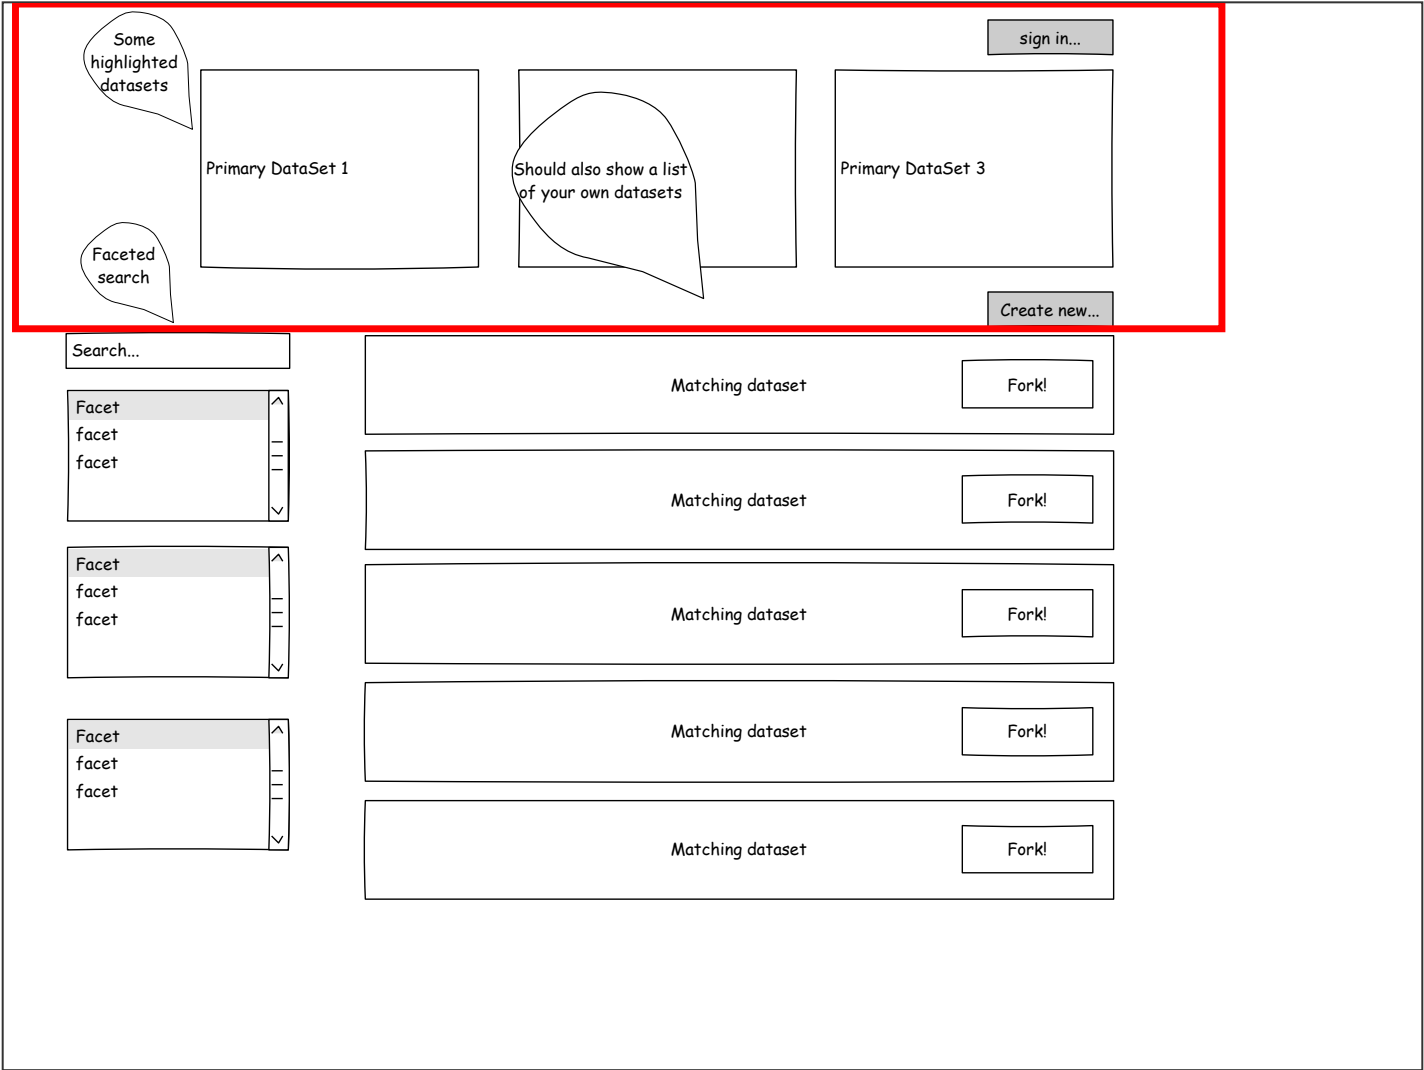 Some
highlighted
datasets
sign in...
Primary DataSet 1
Should also show a list
of your own datasets
Primary DataSet 3
Faceted
search
Create new...
Search...
Facet
facet
facet
Facet
facet
facet
Facet
facet
facet
Matching dataset
Fork!
Matching dataset
Fork!
Matching dataset
Fork!
Matching dataset
Fork!
Matching dataset
Fork!